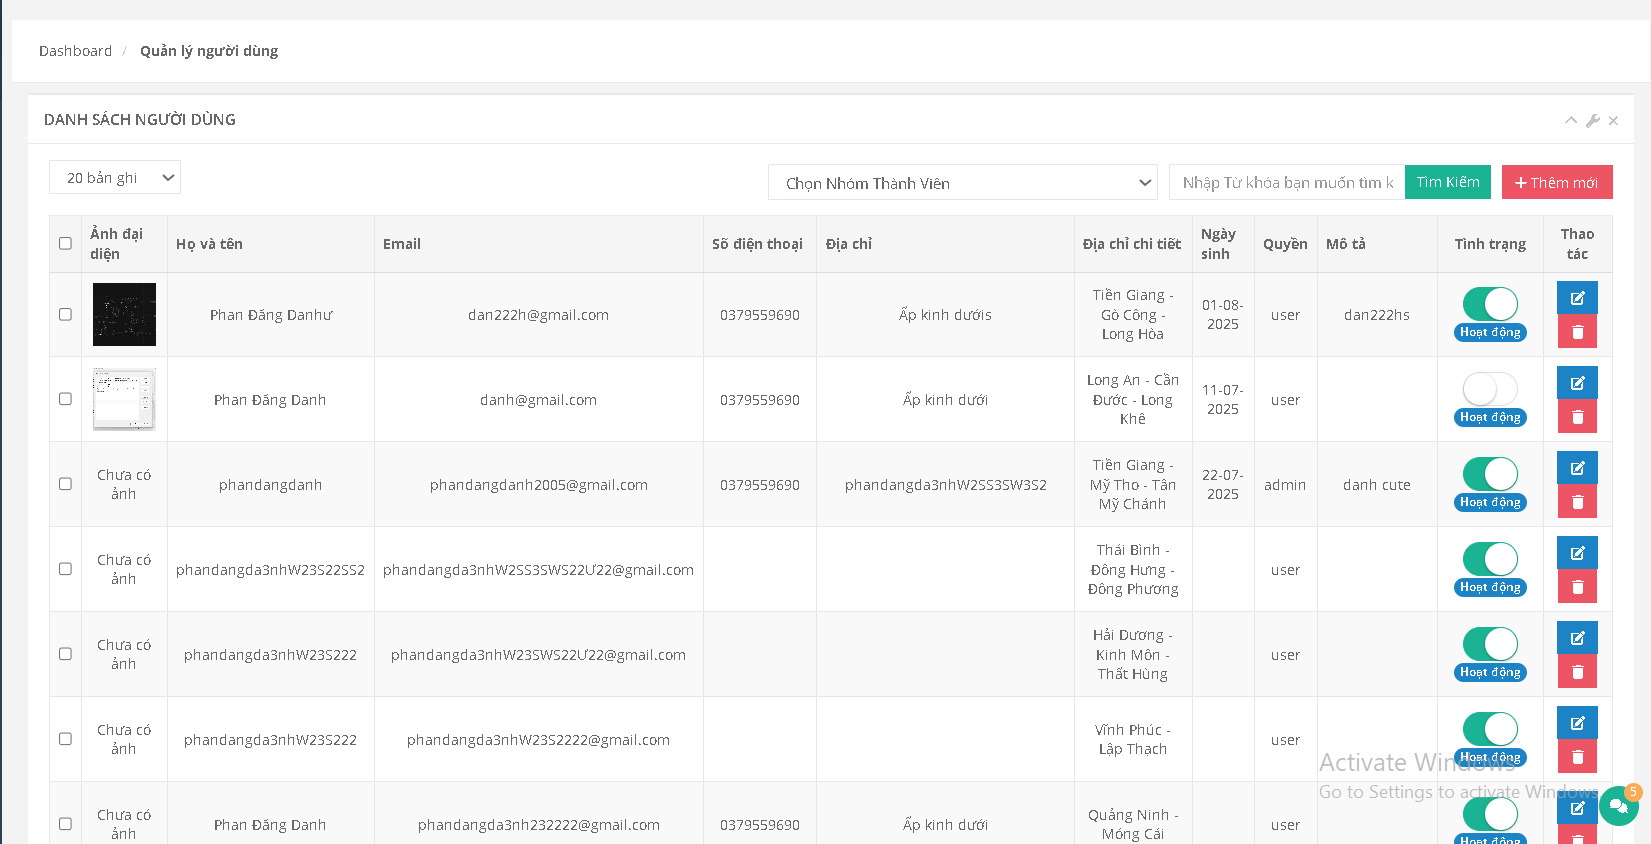 Dashboard / Quản lý người dùng
DANH SÁCH NGƯỜI DÙNG
20 bản ghi
Chọn Nhóm Thành Viên
Nhập Từ khóa bạn muốn tìm k
Tìm Kiếm
Thêm mới
Ảnh đại
diện
Họ và tên
Email
Số điện thoại
Địa chỉ
Địa chỉ chi tiết
Ngày
sinh
Quyền
Mô tả
Tình trạng
Thao
tác
Phan Đăng Danhư
dan222h@gmail.com
0379559690
Ấp kinh dướis
Tiền Giang -
Gò Công -
Long Hòa
01-08-
2025
user
dan222hs
Hoạt động
Phan Đăng Danh
danh@gmail.com
0379559690
Ấp kinh dưới
Long An - Cần
Đước - Long
Khê
11-07-
2025
user
Hoạt động
Chưa có
ảnh
phandangdanh
phandangdanh2005@gmail.com
0379559690
phandangda3nhW2SS3SW3S2
Tiền Giang -
Mỹ Tho - Tân
Mỹ Chánh
22-07-
2025
admin
danh cute
Hoạt động
Chưa có
ảnh
phandangda3nhW23S22SS2
phandangda3nhW2SS3SWS22Ư22@gmail.com
Thái Bình -
Đông Hưng -
Đông Phương
user
Hoạt động
Chưa có
ảnh
phandangda3nhW23S222
phandangda3nhW23SWS22Ư22@gmail.com
Hải Dương -
Kinh Môn -
Thất Hùng
user
Hoạt động
Chưa có
ảnh
phandangda3nhW23S222
phandangda3nhW23S2222@gmail.com
Vĩnh Phúc -
Lập Thạch
user
Hoạt động
Activate Windows
Go to Settings to activate Windows.
5
Chưa có
ảnh
Phan Đăng Danh
phandangda3nh232222@gmail.com
0379559690
Ấp kinh dưới
Quảng Ninh -
Móng Cái
user
Hoạt động